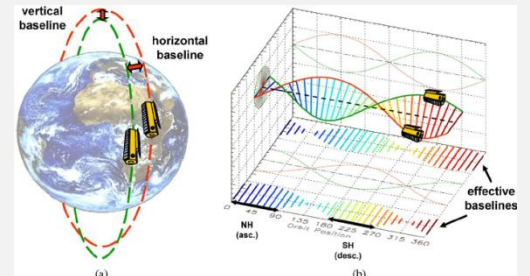 vertical
baseline
horizontal
baseline
(a)
effective
baselines
0
45
90
135
180
225
270
315
360
NH
(asc.)
Orbit Position
SH
(desc.)
(b)